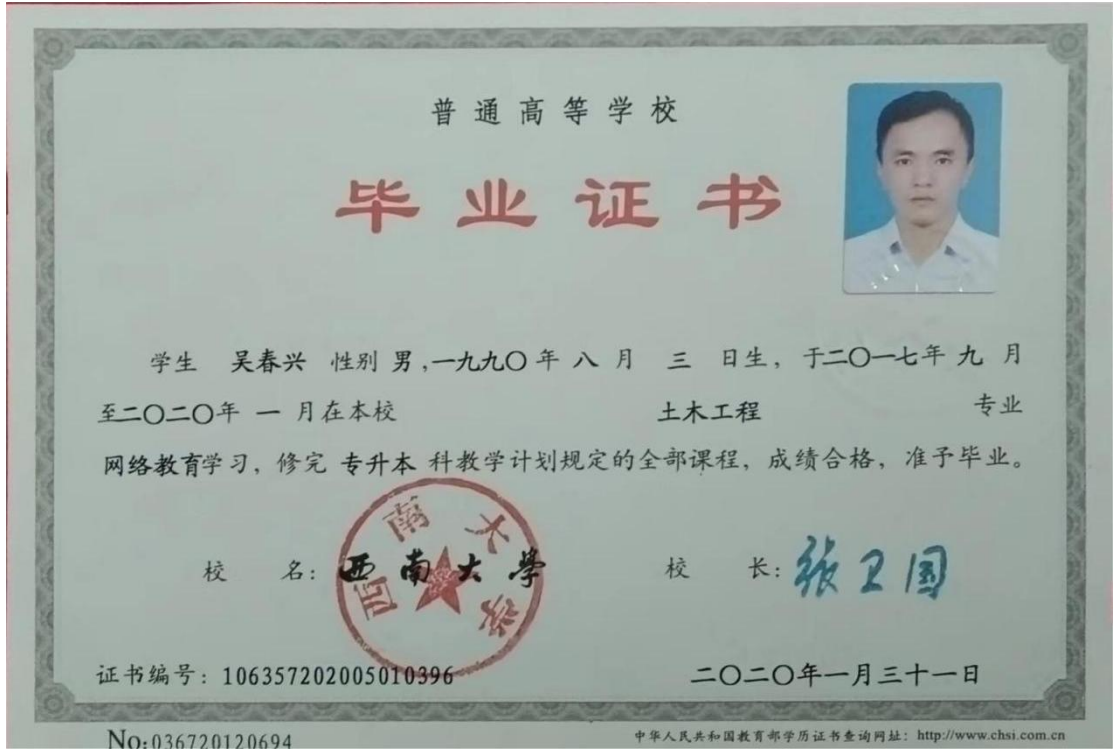 普通高等学校
毕业证书
学生 吴春兴 性别 男,一九九〇年 八 月 三 日生，于二〇一七年 九 月
至二〇二〇年 一 月在本校 土木工程 专业
网络教育学习，修完 专升本 科教学计划规定的全部课程，成绩合格，准予毕业。
西南大学
校 名：西南大學 校 长：张卫国
证书编号：106357202005010396 二〇二〇年一月三十一日
No:036720120694 中华人民共和国教育部学历证书查询网址：http://www.chsi.com.cn